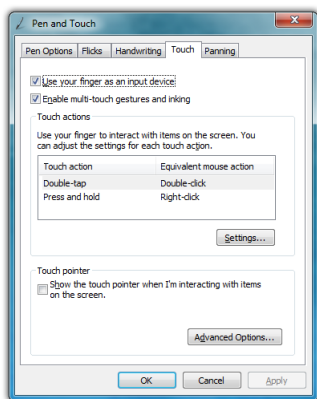 Pen and Touch
Pen Options Flicks Handwriting Touch Panning
Use your finger as an input device
Enable multi-touch gestures and inking
Touch actions
Use your finger to interact with items on the screen. You
can adjust the settings for each touch action.
Touch action Equivalent mouse action
Double-tap Double-click
Press and hold Right-click
Settings...
Touch pointer
Show the touch pointer when I'm interacting with items
on the screen.
Advanced Options...
OK Cancel Apply